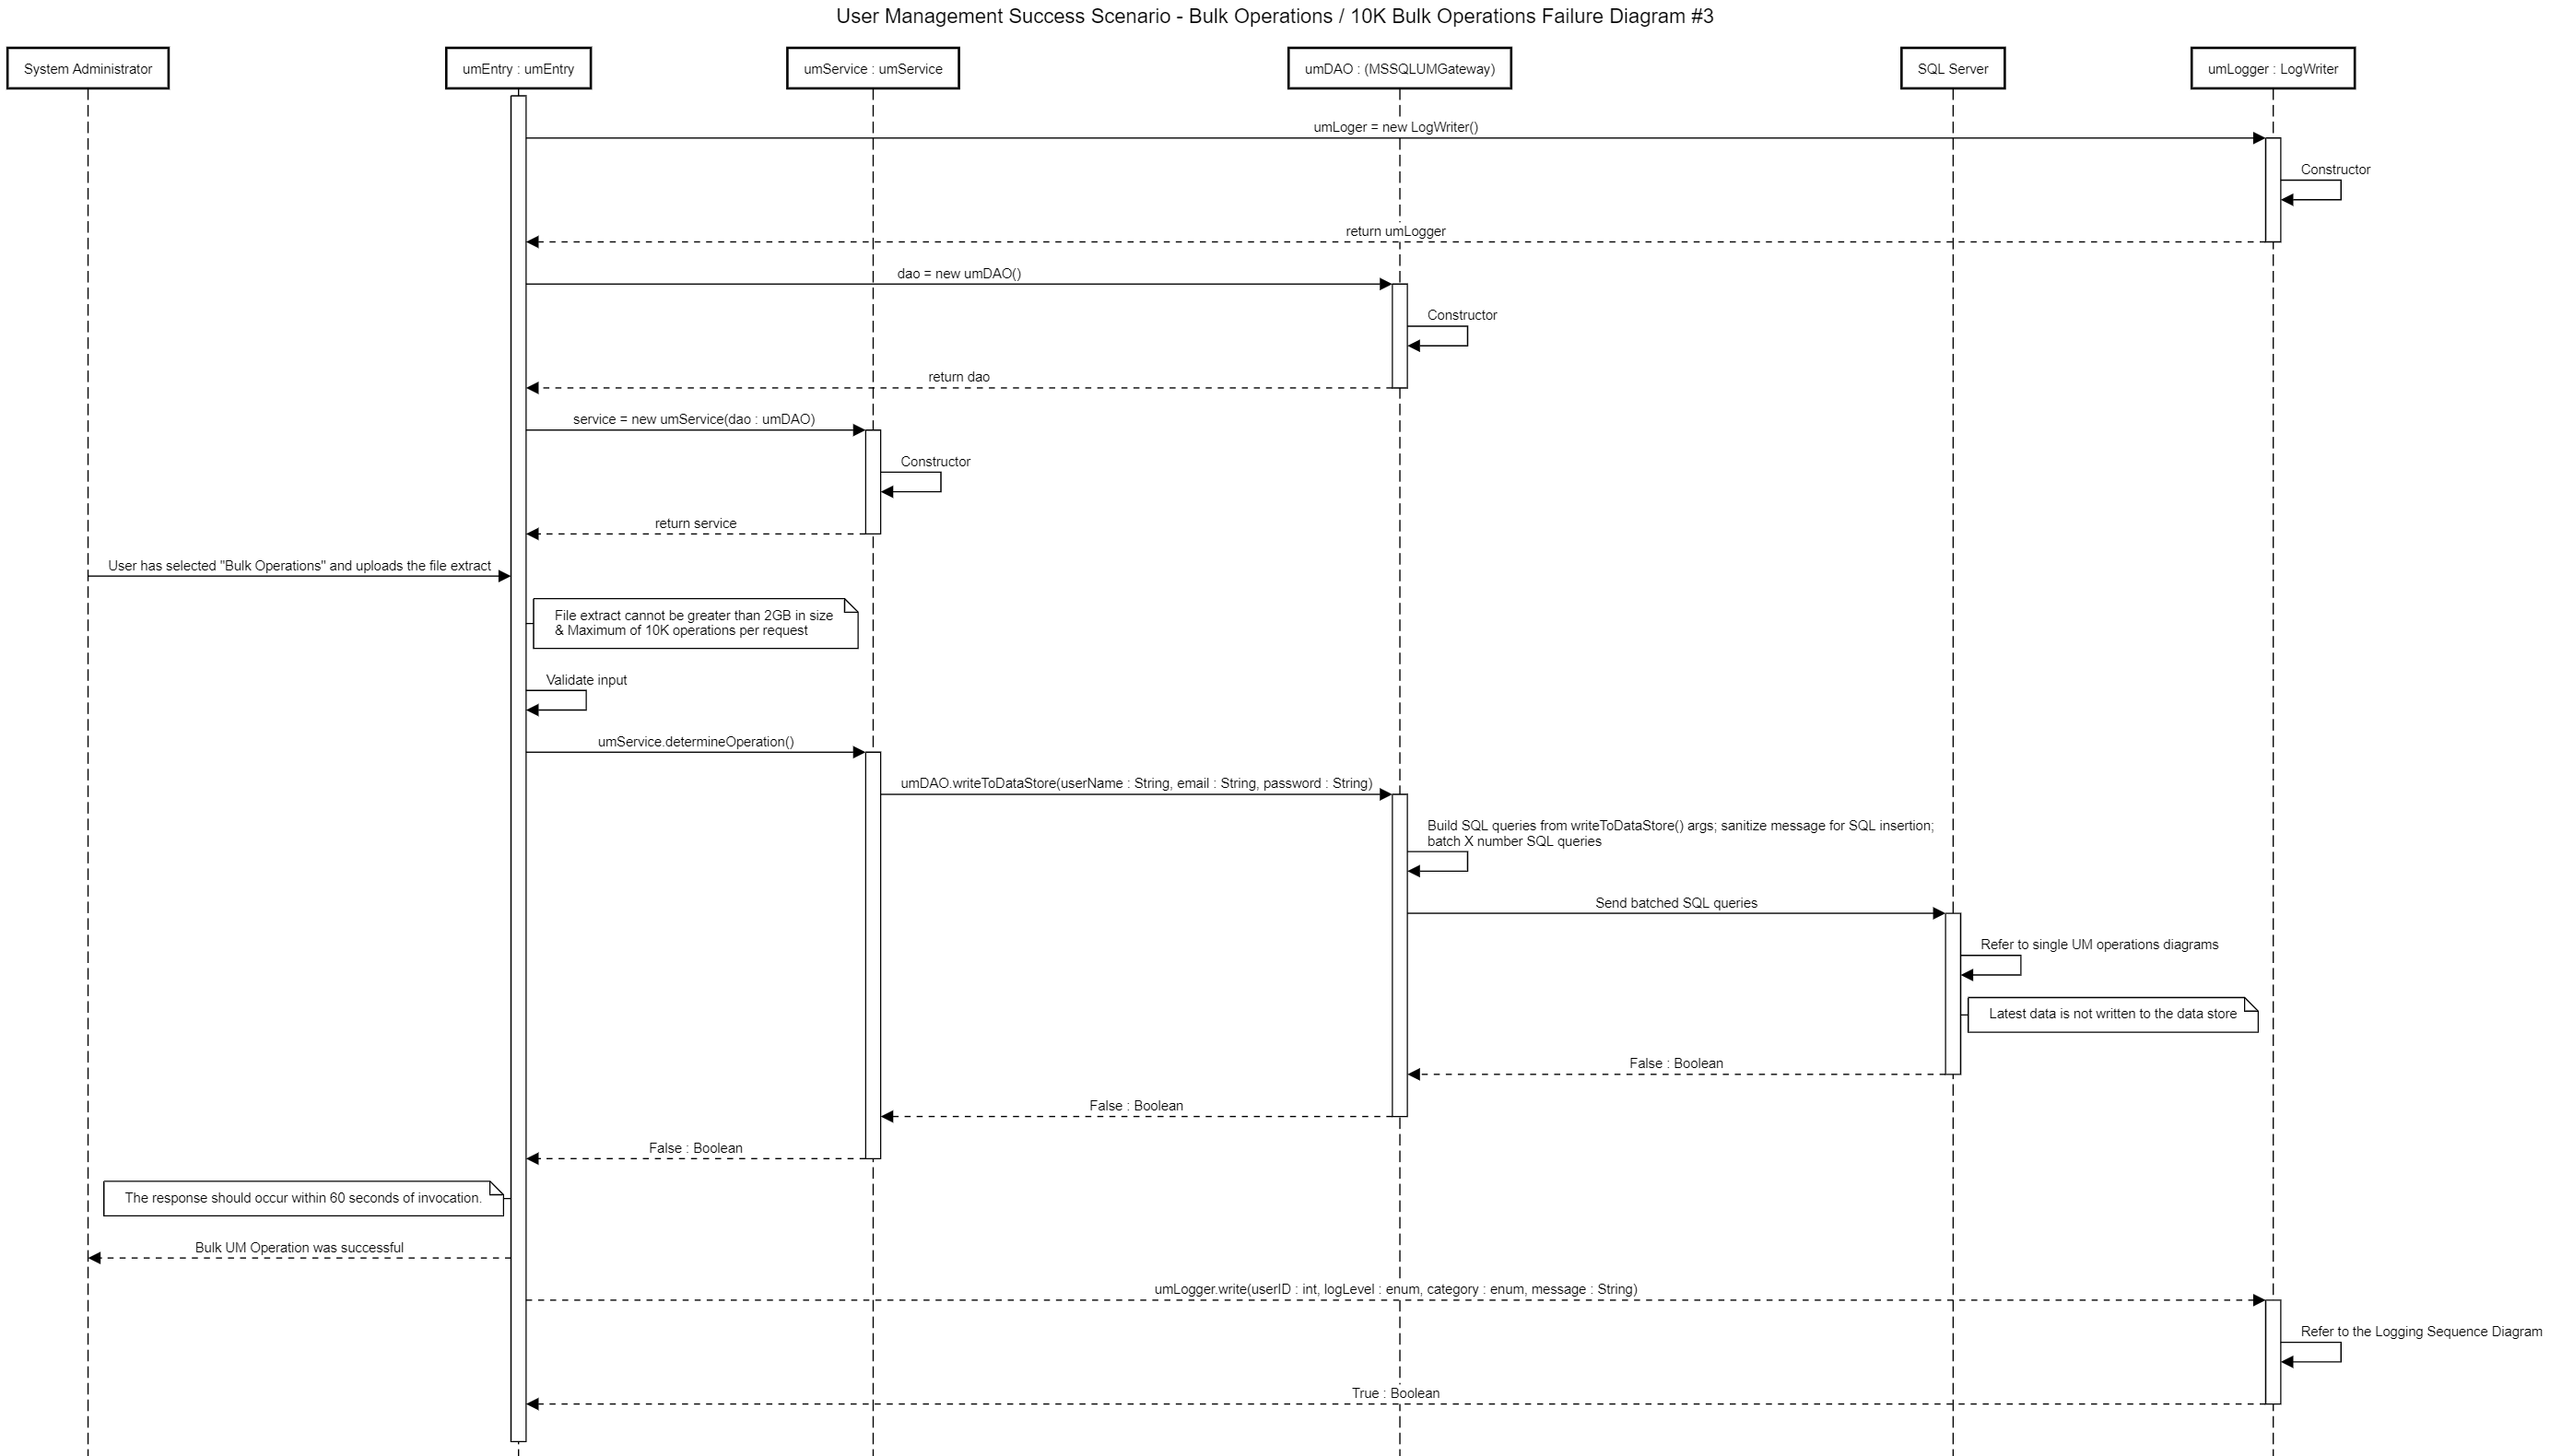 User Management Success Scenario - Bulk Operations / 10K Bulk Operations Failure Diagram #3
System Administrator
umEntry : umEntry
umService : umService
umDAO : (MSSQLUMGateway)
SQL Server
umLogger : LogWriter
umLoger = new LogWriter()
Constructor
return umLogger
dao = new umDAO()
Constructor
return dao
service = new umService(dao : umDAO)
Constructor
return service
User has selected "Bulk Operations" and uploads the file extract
File extract cannot be greater than 2GB in size
& Maximum of 10K operations per request
Validate input
umService.determineOperation()
umDAO.writeToDataStore(userName : String, email : String, password : String)
Build SQL queries from writeToDataStore() args; sanitize message for SQL insertion;
batch X number SQL queries
Send batched SQL queries
Refer to single UM operations diagrams
Latest data is not written to the data store
False : Boolean
False : Boolean
False : Boolean
The response should occur within 60 seconds of invocation.
Bulk UM Operation was successful
umLogger.write(userID : int, logLevel : enum, category : enum, message : String)
Refer to the Logging Sequence Diagram
True : Boolean